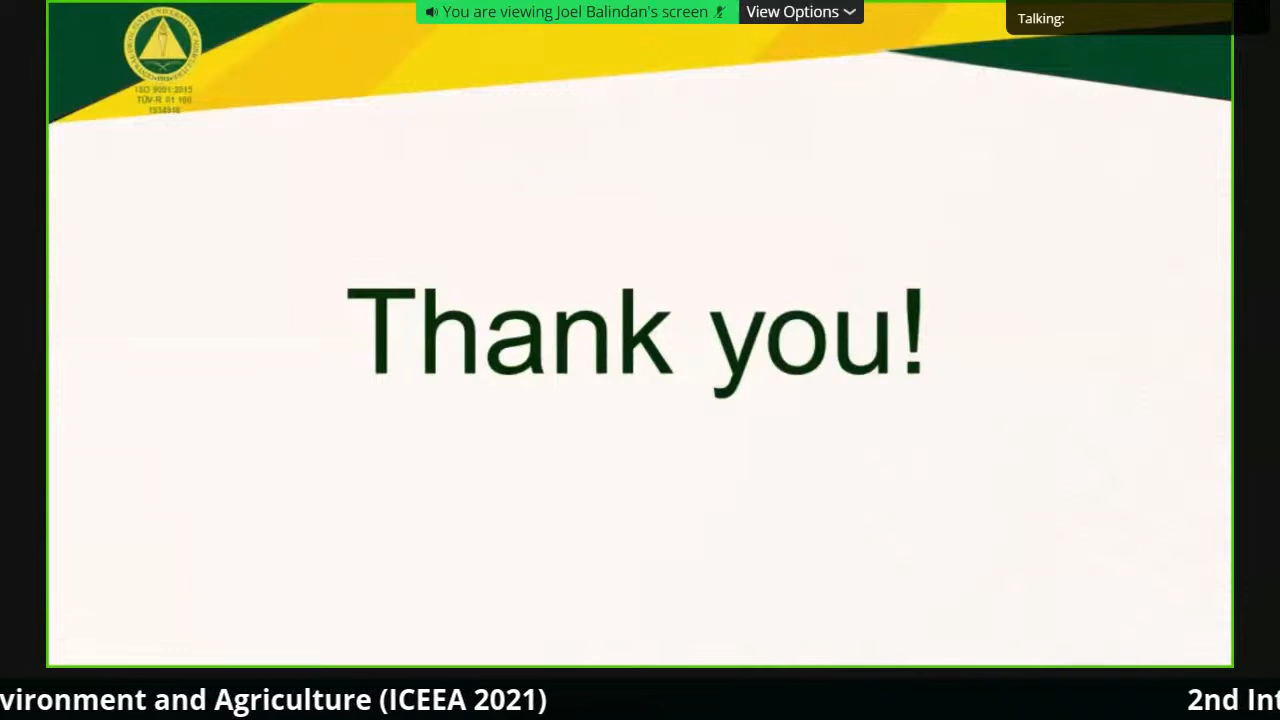 You are viewing Joel Balindan's screen
View Options
Talking:
ISO 9001:2015
TÜV-R 01 100
Thank you!
vironment and Agriculture (ICEEA 2021)
2nd Int